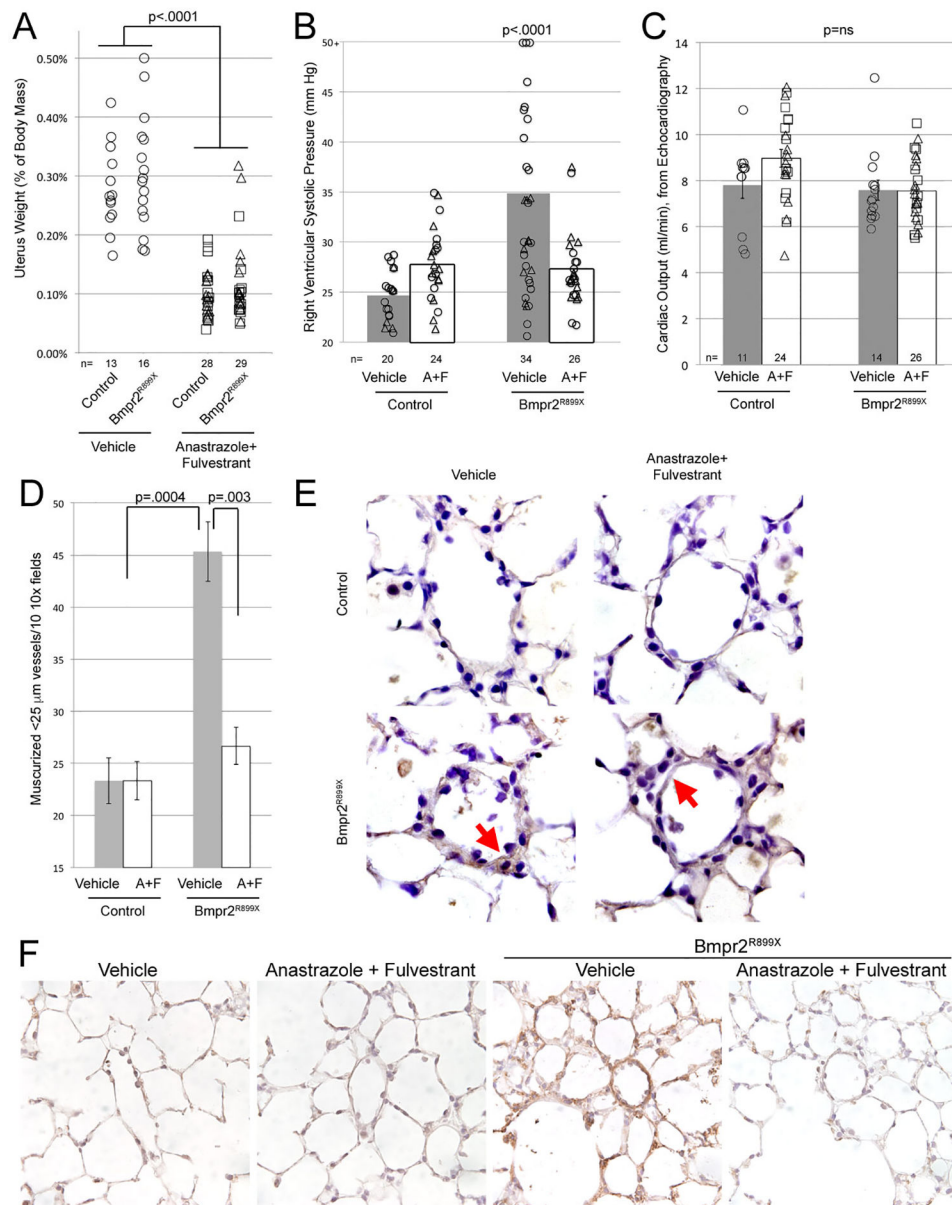 A
p<.0001
Uterus Weight (% of Body Mass)
0.50%
0.40%
0.30%
0.20%
0.10%
0.00%
n= 13 16 28 29
Control
Bmpr2R899X
Control
Bmpr2R899X
Vehicle
Anastrazole+
Fulvestrant
B
p<.0001
Right Ventricular Systolic Pressure (mm Hg)
50+
45
40
35
30
25
20
n= 20 24 34 26
Vehicle A+F Vehicle A+F
Control Bmpr2R899X
C
p=ns
Cardiac Output (ml/min), from Echocardiography
14
12
10
8
6
4
2
0
n= 11 24 14 26
Vehicle A+F Vehicle A+F
Control Bmpr2R899X
D
p=.0004 p=.003
Muscurized <25 µm vessels/10 10x fields
50
45
40
35
30
25
20
15
Vehicle A+F Vehicle A+F
Control Bmpr2R899X
E
Vehicle
Anastrazole+
Fulvestrant
Control
Bmpr2R899X
F
Bmpr2R899X
Vehicle Anastrazole + Fulvestrant Vehicle Anastrazole + Fulvestrant